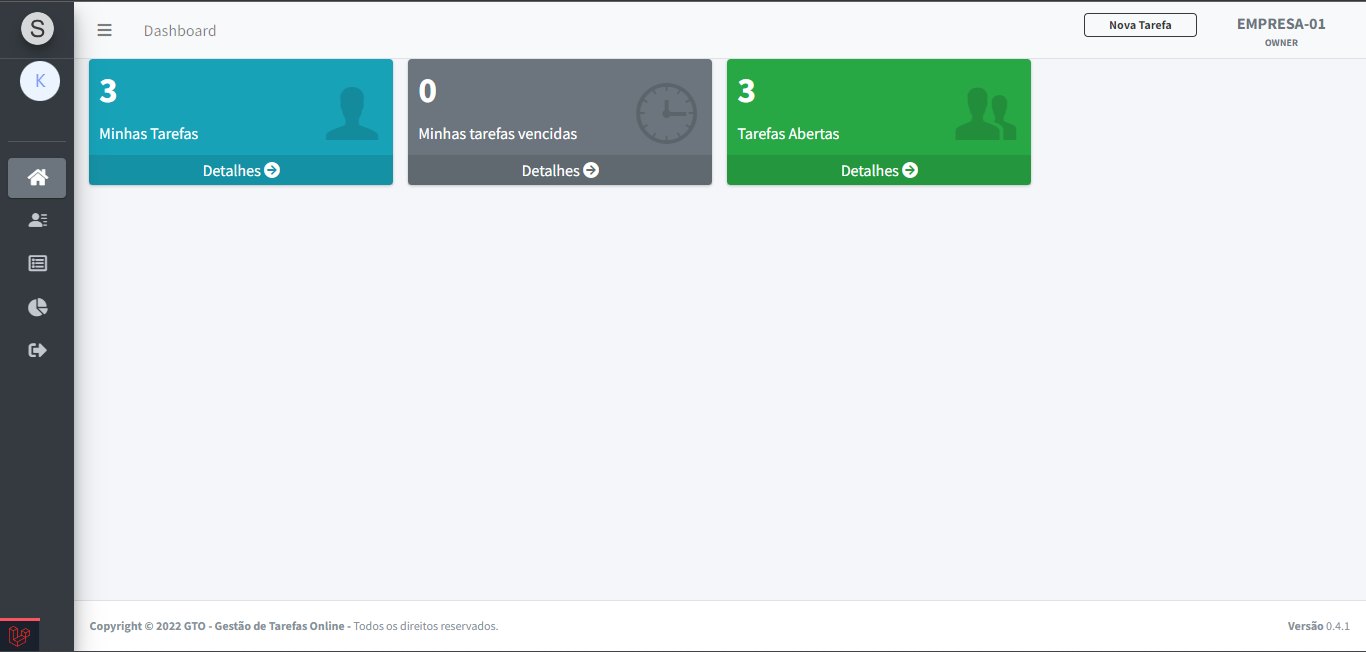 S
Dashboard
Nova Tarefa
EMPRESA-01
OWNER
K
3
Minhas Tarefas
Detalhes
0
Minhas tarefas vencidas
Detalhes
3
Tarefas Abertas
Detalhes
Copyright © 2022 GTO - Gestão de Tarefas Online - Todos os direitos reservados.
Versão 0.4.1